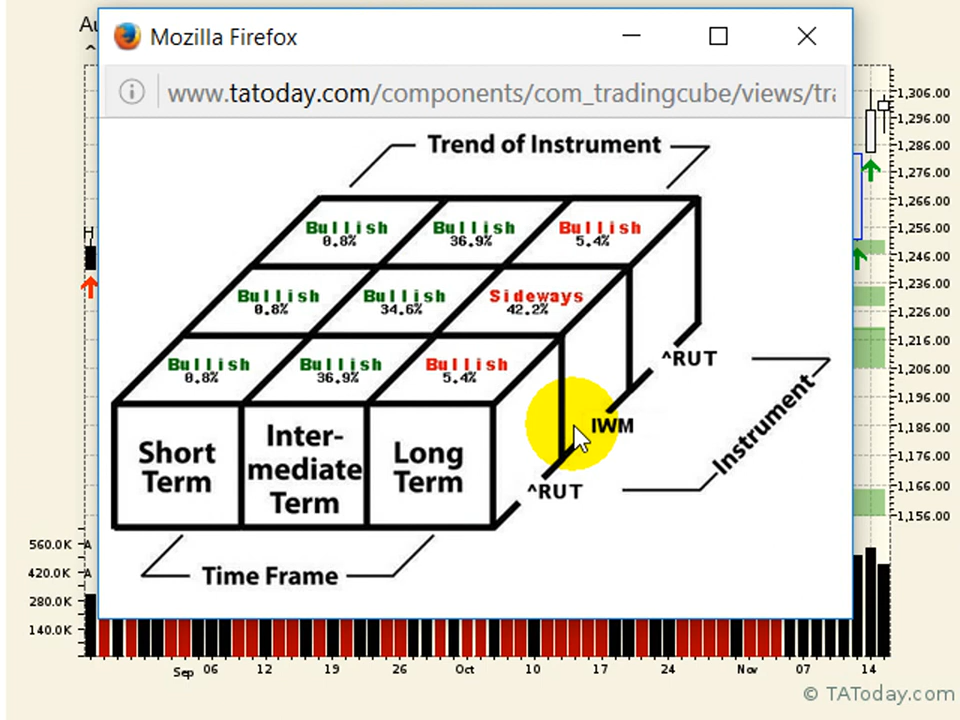 Au
Mozilla Firefox
www.tatoday.com/components/com_tradingcube/views/tra
Trend of Instrument
Bullish Bullish Bullish
0.8% 36.9% 5.4%
Bullish Bullish Sideways
0.8% 34.6% 42.2%
Bullish Bullish Bullish
0.8% 36.9% 5.4%
^RUT
IWM
^RUT
Instrument
Short Term
Inter-
mediate
Term
Long Term
Time Frame
H
1,306.00
1,296.00
1,286.00
1,276.00
1,266.00
1,256.00
1,246.00
1,236.00
1,226.00
1,216.00
1,206.00
1,196.00
1,186.00
1,176.00
1,166.00
1,156.00
560.0K A
420.0K A
280.0K
140.0K
Sep 06 12 19 26 Oct 10 17 24 Nov 07 14
© TAToday.com